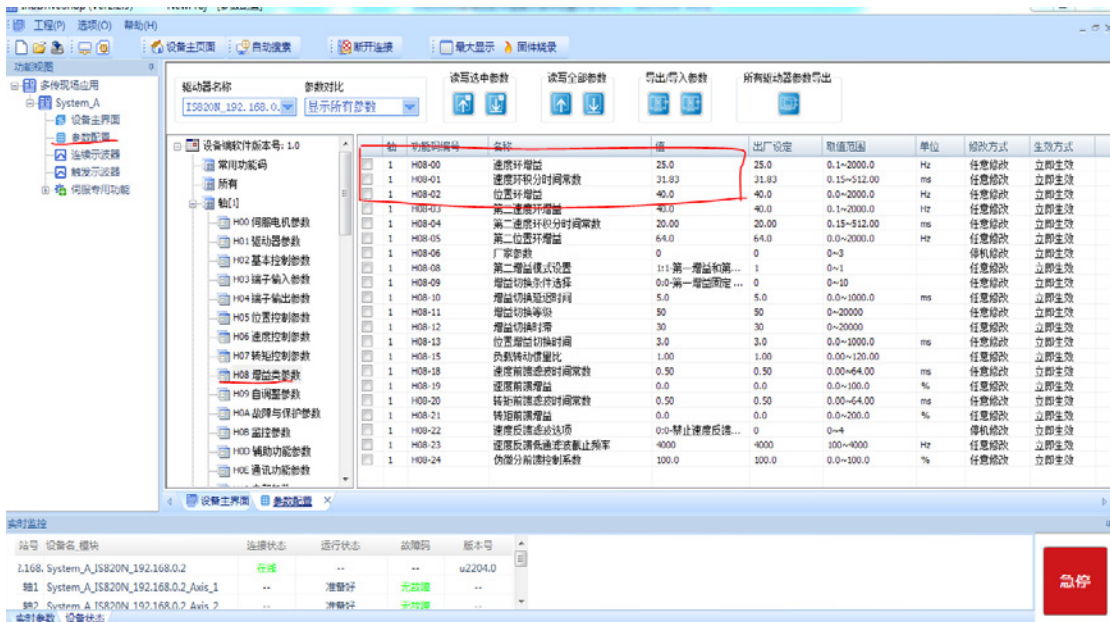 工程(P) 选项(O) 帮助(H)
设备主页面 自动搜索 断开连接 最大显示 固件烧录
功能视图
多传现场应用
System_A
设备主界面
参数配置
连续示波器
触发示波器
伺服专用功能
驱动器名称 参数对比 读写选中参数 读写全部参数 导出/导入参数 所有驱动器参数导出
IS820N_192.168.0. 显示所有参数
设备端软件版本号: 1.0
常用功能码
所有
轴[1]
H00 伺服电机参数
H01 驱动器参数
H02 基本控制参数
H03 端子输入参数
H04 端子输出参数
H05 位置控制参数
H06 速度控制参数
H07 转矩控制参数
H08 增益类参数
H09 自调整参数
H0A 故障与保护参数
H0B 监控参数
H0D 辅助功能参数
H0E 通讯功能参数
轴 功能码编号 名称 值 出厂设定 取值范围 单位 修改方式 生效方式
1 H08-00 速度环增益 25.0 25.0 0.1~2000.0 Hz 任意修改 立即生效
1 H08-01 速度环积分时间常数 31.83 31.83 0.15~512.00 ms 任意修改 立即生效
1 H08-02 位置环增益 40.0 40.0 0.0~2000.0 Hz 任意修改 立即生效
1 H08-03 第二速度环增益 40.0 40.0 0.1~2000.0 Hz 任意修改 立即生效
1 H08-04 第二速度环积分时间常数 20.00 20.00 0.15~512.00 ms 任意修改 立即生效
1 H08-05 第二位置环增益 64.0 64.0 0.0~2000.0 Hz 任意修改 立即生效
1 H08-06 厂家参数 0 0 0~3 停机修改 立即生效
1 H08-08 第二增益模式设置 1:1-第一增益和第... 1 0~1 任意修改 立即生效
1 H08-09 增益切换条件选择 0:0-第一增益固定 ... 0 0~10 任意修改 立即生效
1 H08-10 增益切换延迟时间 5.0 5.0 0.0~1000.0 ms 任意修改 立即生效
1 H08-11 增益切换等级 50 50 0~20000 任意修改 立即生效
1 H08-12 增益切换时滞 30 30 0~20000 任意修改 立即生效
1 H08-13 位置增益切换时间 3.0 3.0 0.0~1000.0 ms 任意修改 立即生效
1 H08-15 负载转动惯量比 1.00 1.00 0.00~120.00 任意修改 立即生效
1 H08-18 速度前馈滤波时间常数 0.50 0.50 0.00~64.00 ms 任意修改 立即生效
1 H08-19 速度前馈增益 0.0 0.0 0.0~100.0 % 任意修改 立即生效
1 H08-20 转矩前馈滤波时间常数 0.50 0.50 0.00~64.00 ms 任意修改 立即生效
1 H08-21 转矩前馈增益 0.0 0.0 0.0~200.0 % 任意修改 立即生效
1 H08-22 速度反馈滤波选项 0:0-禁止速度反馈... 0 0~4 停机修改 立即生效
1 H08-23 速度反馈低通滤波截止频率 4000 4000 100~4000 Hz 任意修改 立即生效
1 H08-24 伪微分前馈控制系数 100.0 100.0 0.0~100.0 % 任意修改 立即生效
设备主界面 参数配置
实时监控
站号 设备名_模块 连接状态 运行状态 故障码 版本号
2.168. System_A_IS820N_192.168.0.2 在线 -- -- u2204.0
轴1 System_A_IS820N_192.168.0.2_Axis_1 -- 准备好 无故障 --
轴2 System_A_IS820N_192.168.0.2_Axis_2 -- 准备好 无故障 --
急停
实时参数 设备状态